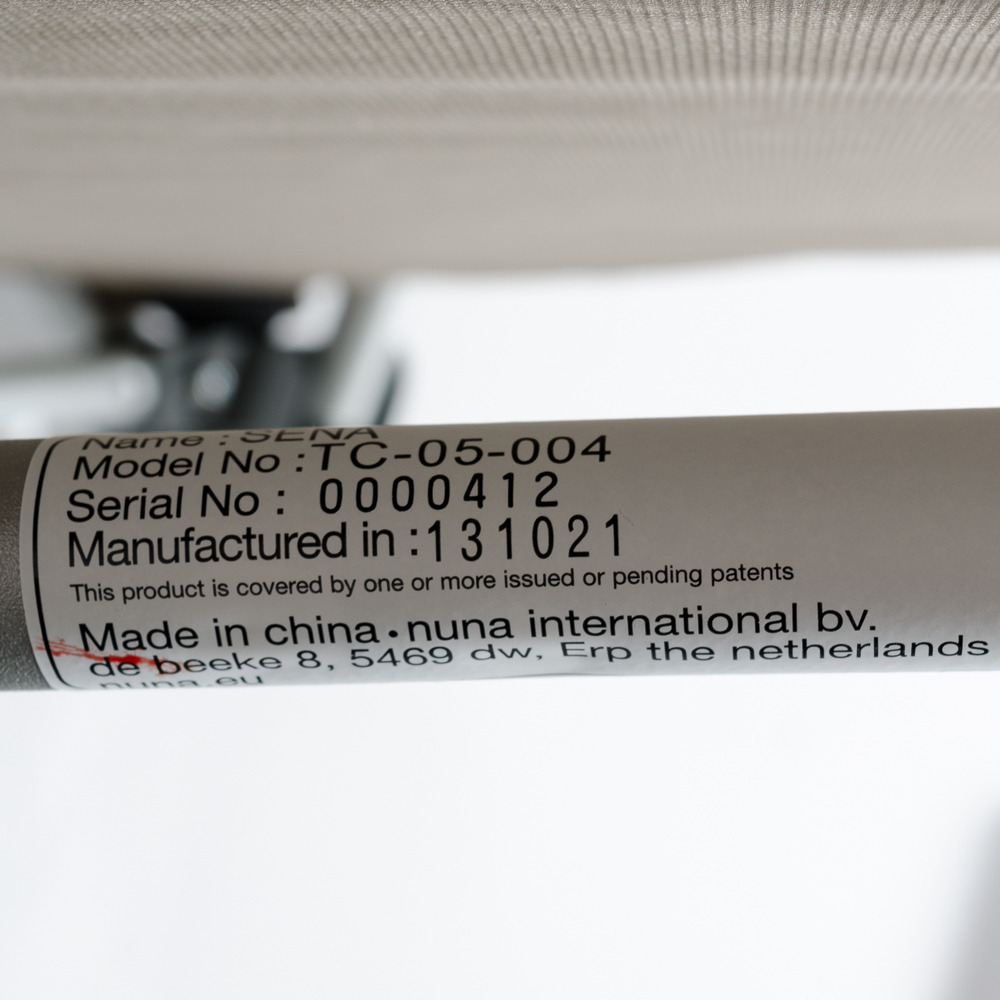 Name : SENA
Model No : TC-05-004
Serial No : 0000412
Manufactured in : 131021
This product is covered by one or more issued or pending patents
Made in china • nuna international bv.
de beeke 8, 5469 dw, Erp the netherlands
nuna.eu